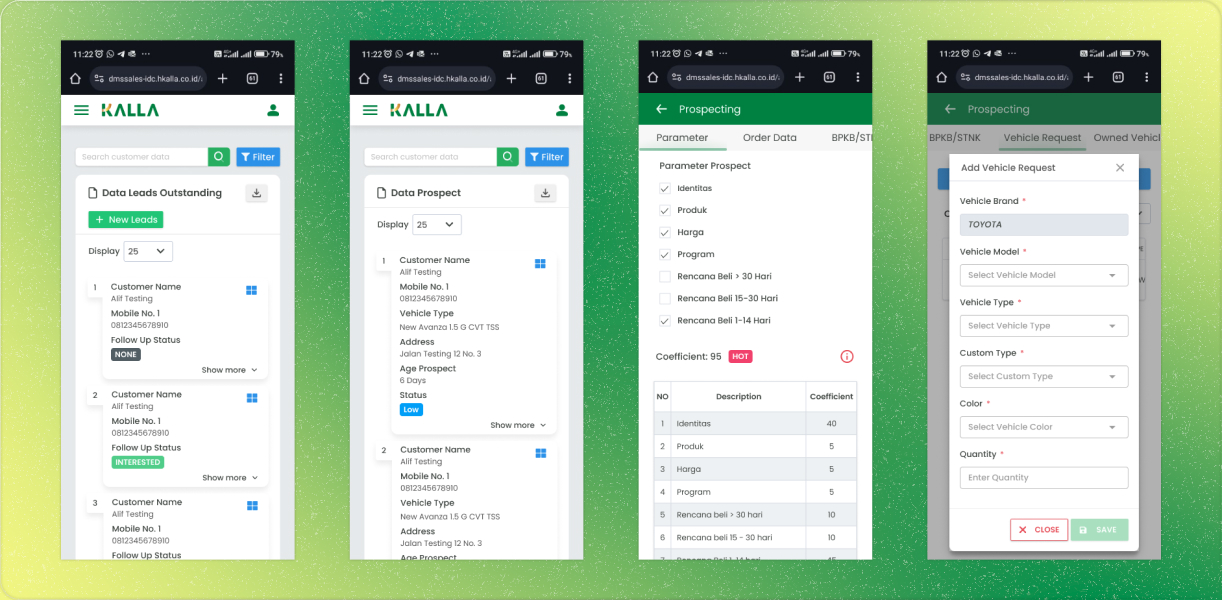 11:22 ... 79%
dmssales-idc.hkalla.co.id/ 61
KALLA
Search customer data Filter
Data Leads Outstanding
+ New Leads
Display 25
1 Customer Name
Alif Testing
Mobile No. 1
0812345678910
Follow Up Status
NONE
Show more
2 Customer Name
Alif Testing
Mobile No. 1
0812345678910
Follow Up Status
INTERESTED
Show more
3 Customer Name
Alif Testing
Mobile No. 1
0812345678910
Follow Up Status
11:22 ... 79%
dmssales-idc.hkalla.co.id/ 61
KALLA
Search customer data Filter
Data Prospect
Display 25
1 Customer Name
Alif Testing
Mobile No. 1
0812345678910
Vehicle Type
New Avanza 1.5 G CVT TSS
Address
Jalan Testing 12 No. 3
Age Prospect
6 Days
Status
Low
Show more
2 Customer Name
Alif Testing
Mobile No. 1
0812345678910
Vehicle Type
New Avanza 1.5 G CVT TSS
Address
Jalan Testing 12 No. 3
Age Prospect
11:22 ... 79%
dmssales-idc.hkalla.co.id/ 61
Prospecting
Parameter Order Data BPKB/STN
Parameter Prospect
Identitas
Produk
Harga
Program
Rencana Beli > 30 Hari
Rencana Beli 15-30 Hari
Rencana Beli 1-14 Hari
Coefficient: 95 HOT
NO Description Coefficient
1 Identitas 40
2 Produk 5
3 Harga 5
4 Program 5
5 Rencana beli > 30 hari 10
6 Rencana beli 15 - 30 hari 10
7 Rencana Beli 1-14 hari 45
11:22 ... 79%
dmssales-idc.hkalla.co.id/ 61
Prospecting
BPKB/STNK Vehicle Request Owned Vehicl
Add Vehicle Request
Vehicle Brand *
TOYOTA
Vehicle Model *
Select Vehicle Model
Vehicle Type *
Select Vehicle Type
Custom Type *
Select Custom Type
Color *
Select Vehicle Color
Quantity *
Enter Quantity
CLOSE SAVE